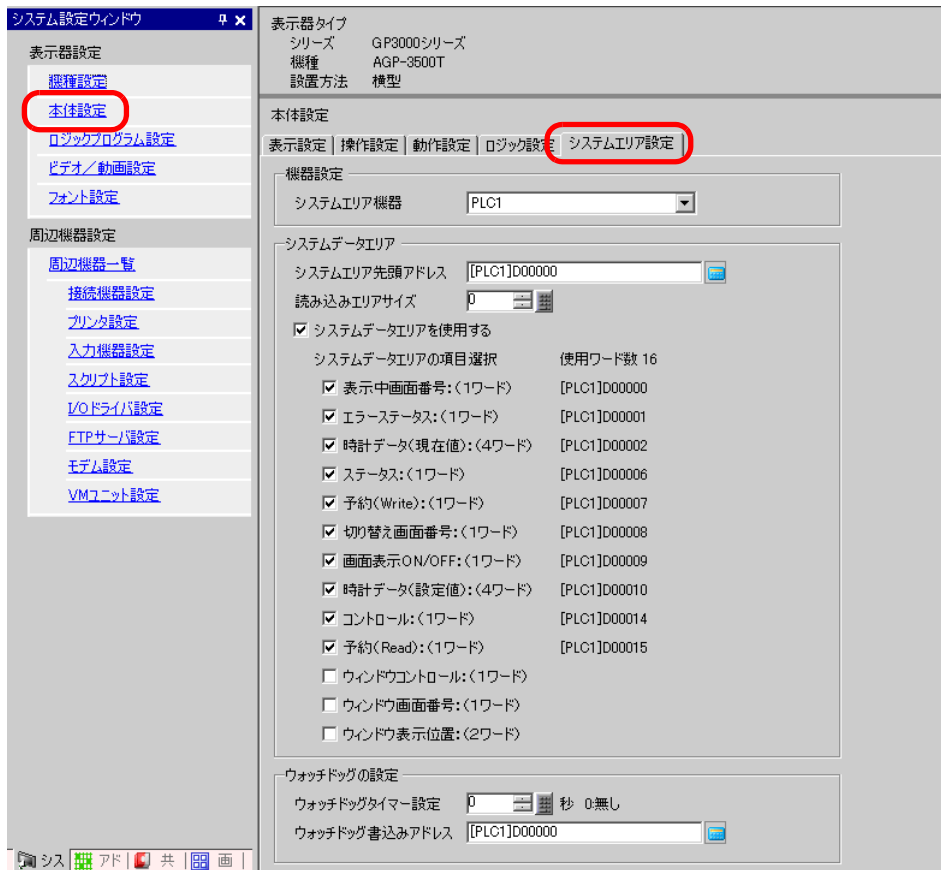 システム設定ウィンドウ
表示器設定
機種設定
本体設定
ロジックプログラム設定
ビデオ／動画設定
フォント設定
周辺機器設定
周辺機器一覧
接続機器設定
プリンタ設定
入力機器設定
スクリプト設定
I/Oドライバ設定
FTPサーバ設定
モデム設定
VMユニット設定
シス アド 共 画
表示器タイプ
シリーズ GP3000シリーズ
機種 AGP-3500T
設置方法 横型
本体設定
表示設定 操作設定 動作設定 ロジック設定 システムエリア設定
機器設定
システムエリア機器 PLC1
システムデータエリア
システムエリア先頭アドレス [PLC1]D00000
読み込みエリアサイズ 0
システムデータエリアを使用する
システムデータエリアの項目選択 使用ワード数 16
表示中画面番号:(1ワード) [PLC1]D00000
エラーステータス:(1ワード) [PLC1]D00001
時計データ(現在値):(4ワード) [PLC1]D00002
ステータス:(1ワード) [PLC1]D00006
予約(Write):(1ワード) [PLC1]D00007
切り替え画面番号:(1ワード) [PLC1]D00008
画面表示ON/OFF:(1ワード) [PLC1]D00009
時計データ(設定値):(4ワード) [PLC1]D00010
コントロール:(1ワード) [PLC1]D00014
予約(Read):(1ワード) [PLC1]D00015
ウィンドウコントロール:(1ワード)
ウィンドウ画面番号:(1ワード)
ウィンドウ表示位置:(2ワード)
ウォッチドッグの設定
ウォッチドッグタイマー設定 0 秒 0:無し
ウォッチドッグ書込みアドレス [PLC1]D00000